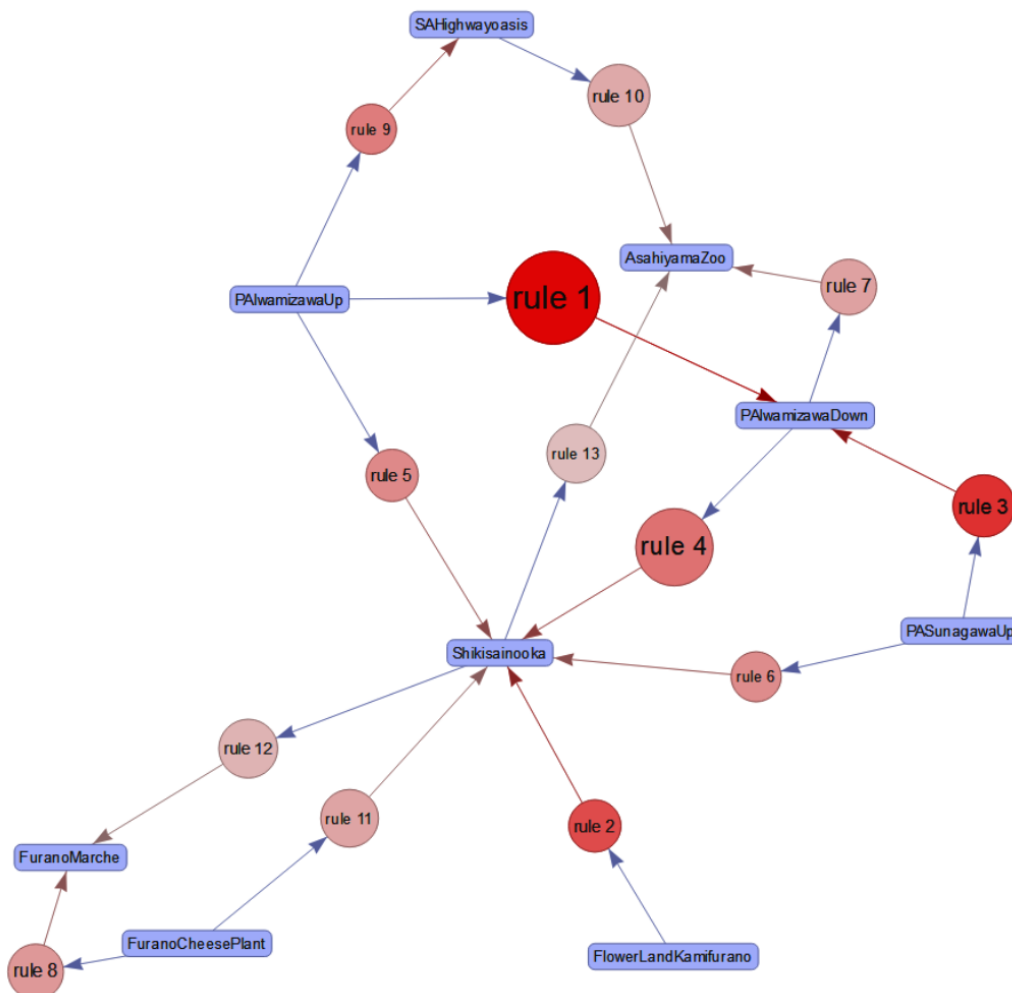 SAHighwayoasis
rule 10
rule 9
AsahiyamaZoo
rule 7
PAIwamizawaUp
rule 1
PAIwamizawaDown
rule 13
rule 5
rule 3
rule 4
PASunagawaUp
Shikisainooka
rule 6
rule 12
rule 11
rule 2
FuranoMarche
FuranoCheesePlant
FlowerLandKamifurano
rule 8